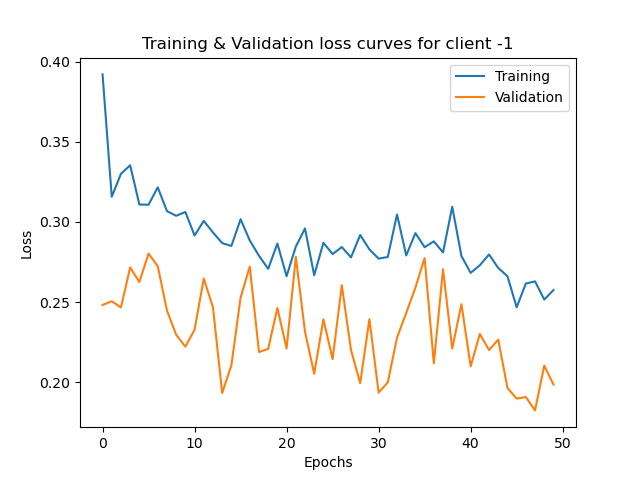 Training & Validation loss curves for client -1
Training
Validation
0.40
0.35
0.30
0.25
0.20
Loss
0
10
20
30
40
50
Epochs